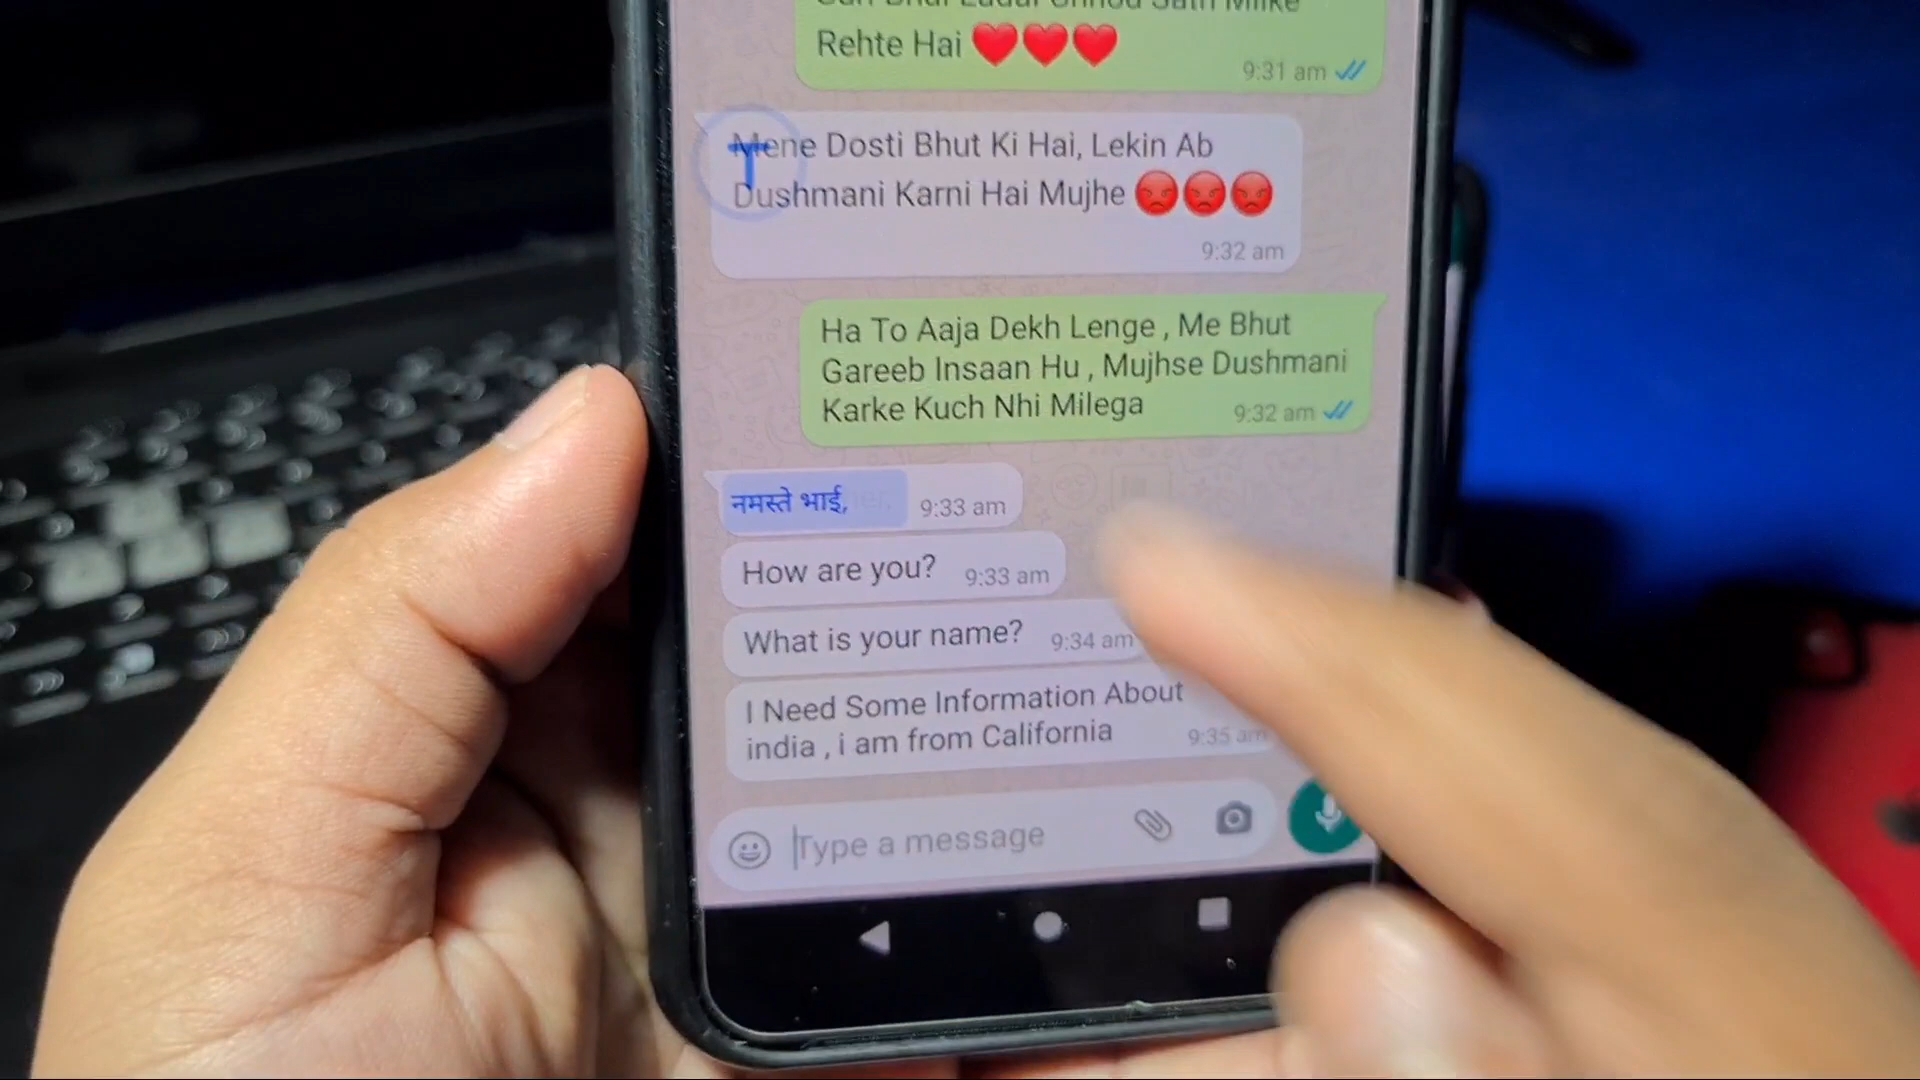 Rehte Hai ❤️❤️❤️
9:31 am
Mene Dosti Bhut Ki Hai, Lekin Ab
Dushmani Karni Hai Mujhe 😡😡😡
9:32 am
Ha To Aaja Dekh Lenge , Me Bhut
Gareeb Insaan Hu , Mujhse Dushmani
Karke Kuch Nhi Milega 9:32 am
नमस्ते भाई, 9:33 am
How are you? 9:33 am
What is your name? 9:34 am
I Need Some Information About
india , i am from California 9:35 am
Type a message